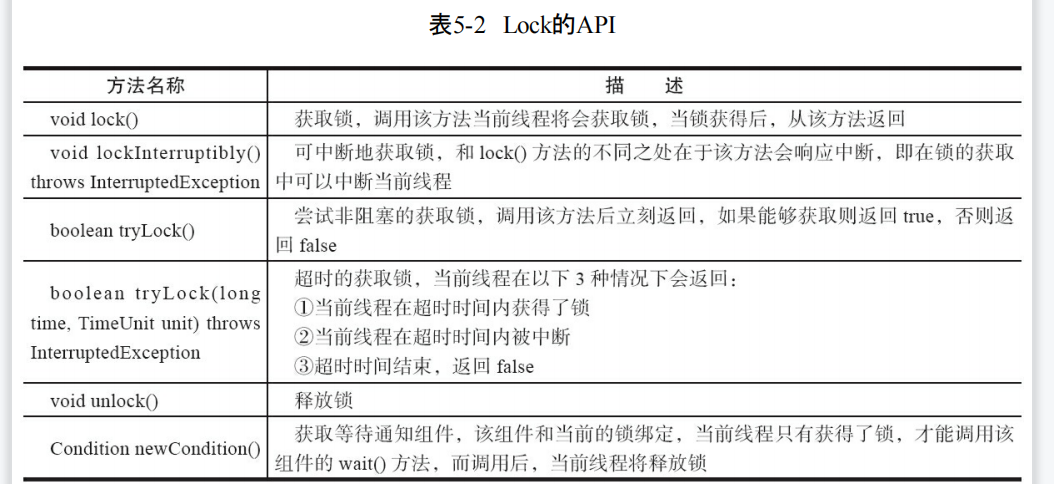 表5-2 Lock的API
方法名称 描 述
void lock() 获取锁，调用该方法当前线程将会获取锁，当锁获得后，从该方法返回
void lockInterruptibly() throws InterruptedException 可中断地获取锁，和 lock() 方法的不同之处在于该方法会响应中断，即在锁的获取
中可以中断当前线程
boolean tryLock() 尝试非阻塞的获取锁，调用该方法后立刻返回，如果能够获取则返回 true，否则返
回 false
boolean tryLock(long
time, TimeUnit unit) throws
InterruptedException
超时的获取锁，当前线程在以下 3 种情况下会返回：
①当前线程在超时时间内获得了锁
②当前线程在超时时间内被中断
③超时时间结束，返回 false
void unlock() 释放锁
Condition newCondition() 获取等待通知组件，该组件和当前的锁绑定，当前线程只有获得了锁，才能调用该
组件的 wait() 方法，而调用后，当前线程将释放锁